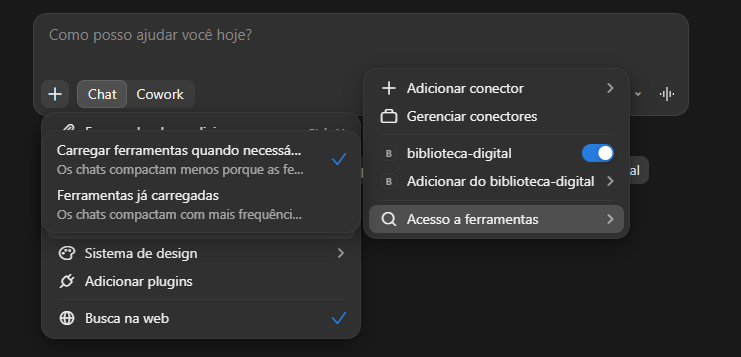 Como posso ajudar você hoje?
Chat
Cowork
Carregar ferramentas quando necessá...
Os chats compactam menos porque as fe...
Ferramentas já carregadas
Os chats compactam com mais frequênci...
Sistema de design
Adicionar plugins
Busca na web
Adicionar conector
Gerenciar conectores
B biblioteca-digital
B Adicionar do biblioteca-digital
Acesso a ferramentas
al